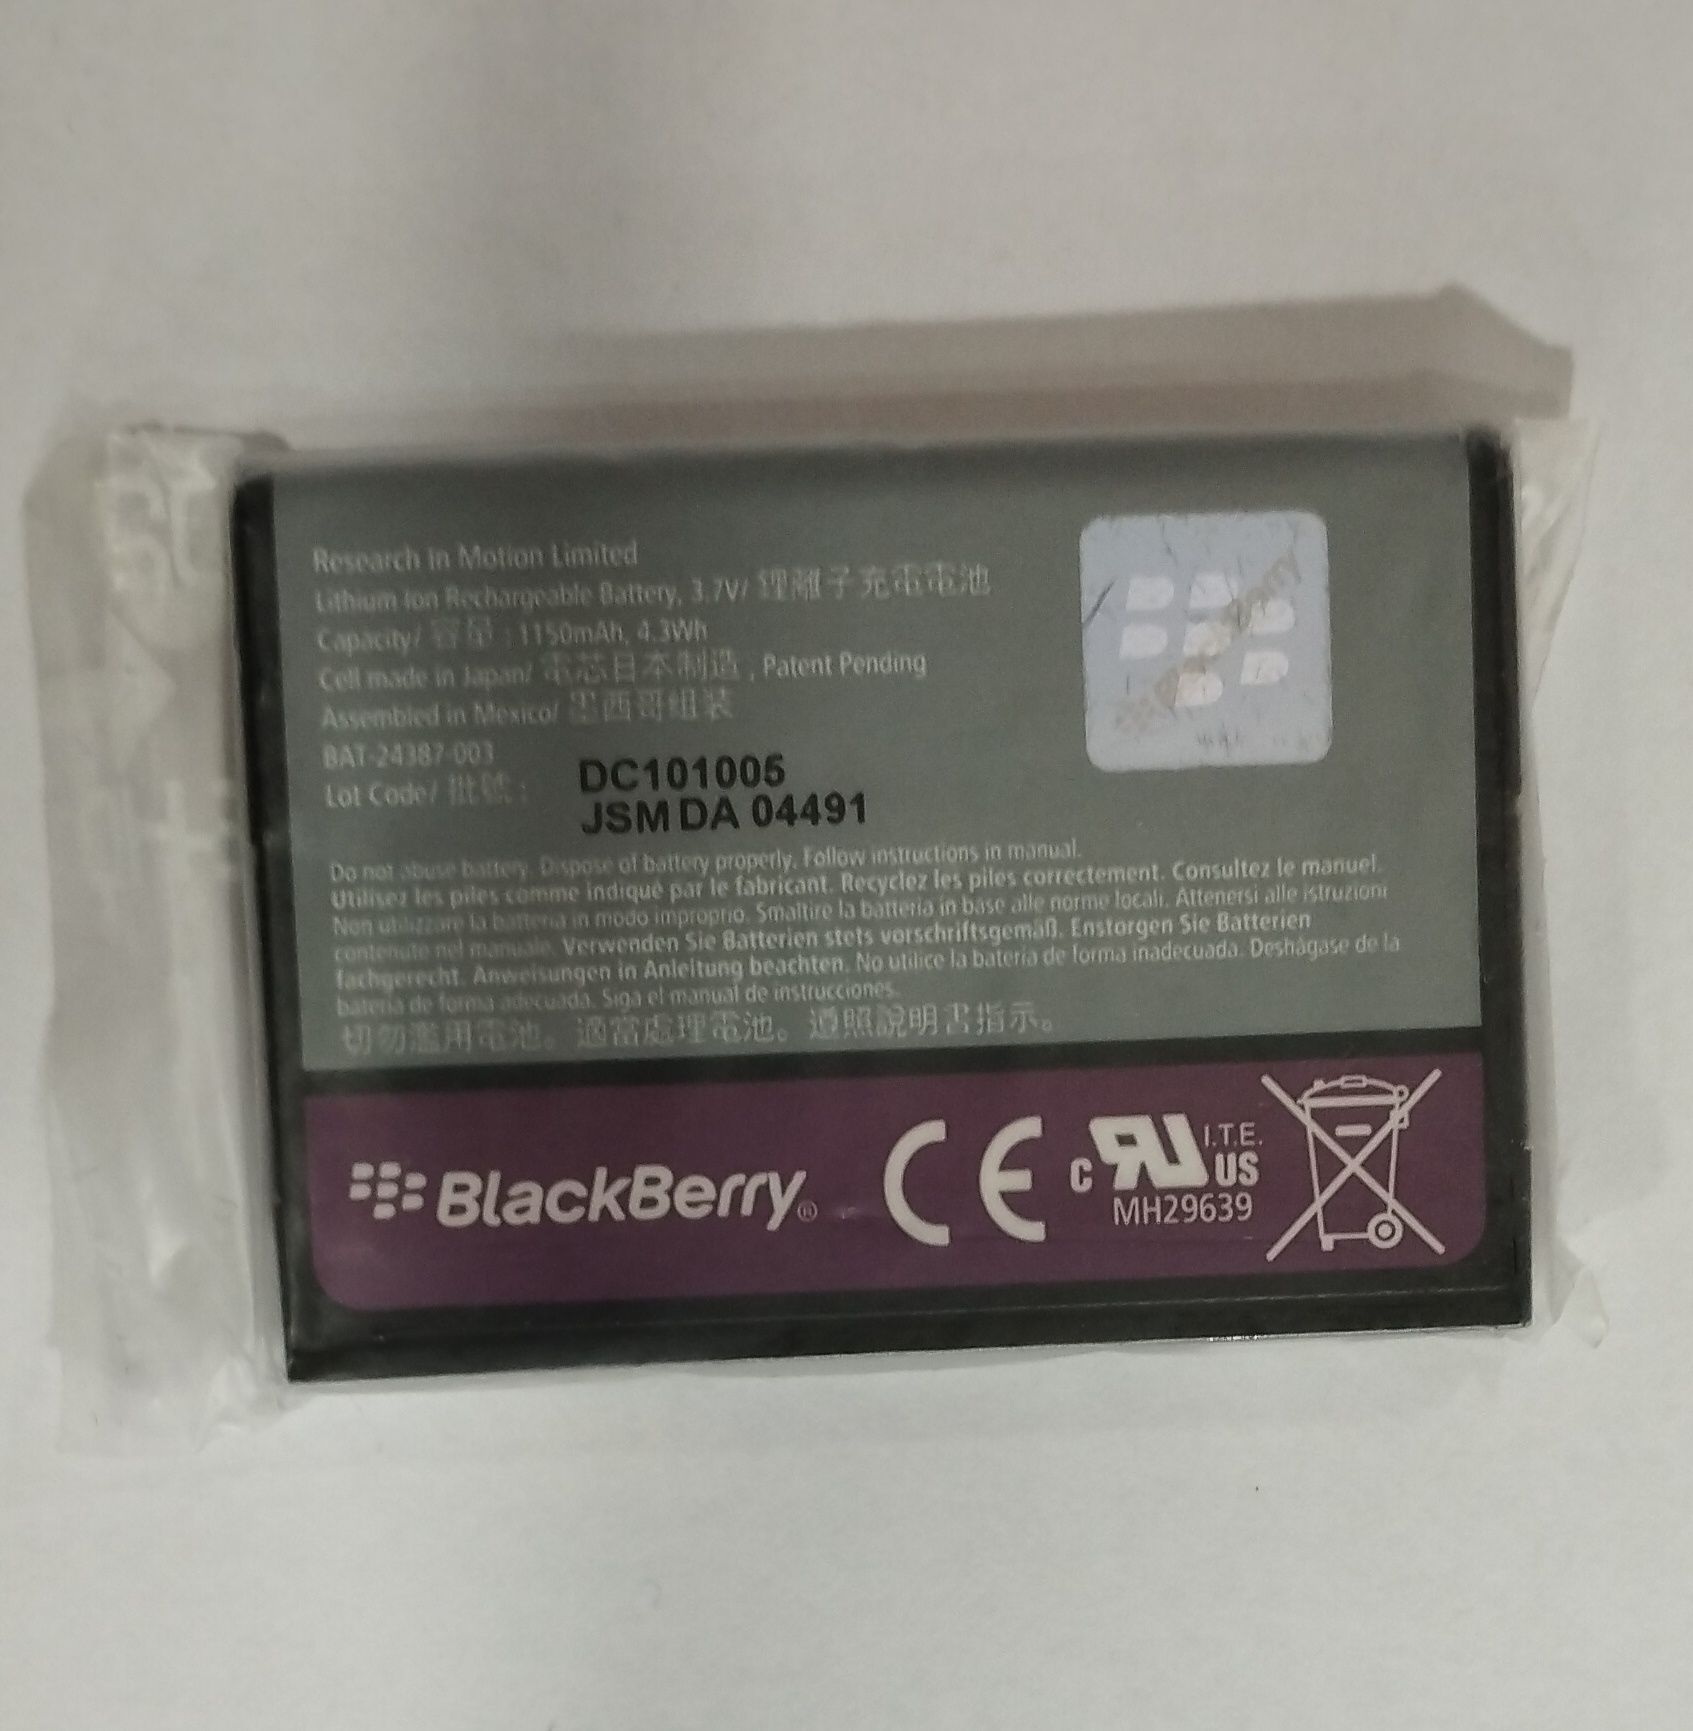 Research In Motion Limited
Lithium Ion Rechargeable Battery, 3.7V/ 理離子充電電池
Capacity/ 容量 : 1150mAh, 4.3Wh
Cell made in Japan/ 電芯日本制造 , Patent Pending
Assembled in Mexico/ 墨西哥組装
BAT-24387-003
Lot Code/ 批號 :
DC101005
JSM DA 04491
BlackBerry
Do not abuse battery. Dispose of battery properly. Follow instructions in manual.
Utilisez les piles comme indiqué par le fabricant. Recyclez les piles correctement. Consultez le manuel.
Non utilizzare la batteria in modo improprio. Smaltire la batteria in base alle norme locali. Attenersi alle istruzioni
contenute nel manuale. Verwenden Sie Batterien stets vorschriftsgemäß. Enstorgen Sie Batterien
fachgerecht. Anweisungen in Anleitung beachten. No utilice la batería de forma inadecuada. Deshágase de la
batería de forma adecuada. Siga el manual de instrucciones.
切勿濫用電池。適當處理電池。遵照說明書指示。
BlackBerry®
CE
c RU US
I.T.E.
MH29639